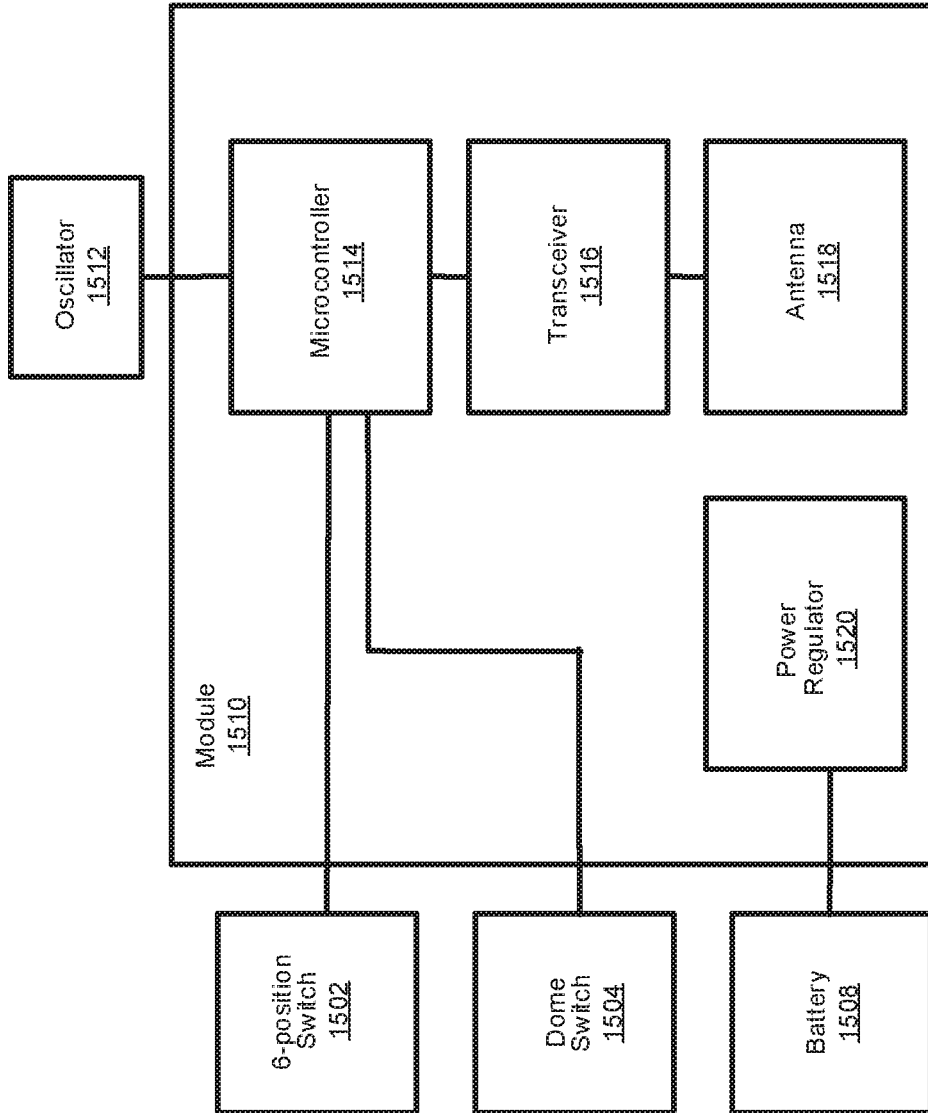 Oscillator
1512
Module
1510
6-position
Switch
1502
Microcontroller
1514
Dome
Switch
1504
Transceiver
1516
Battery
1508
Power
Regulator
1520
Antenna
1518